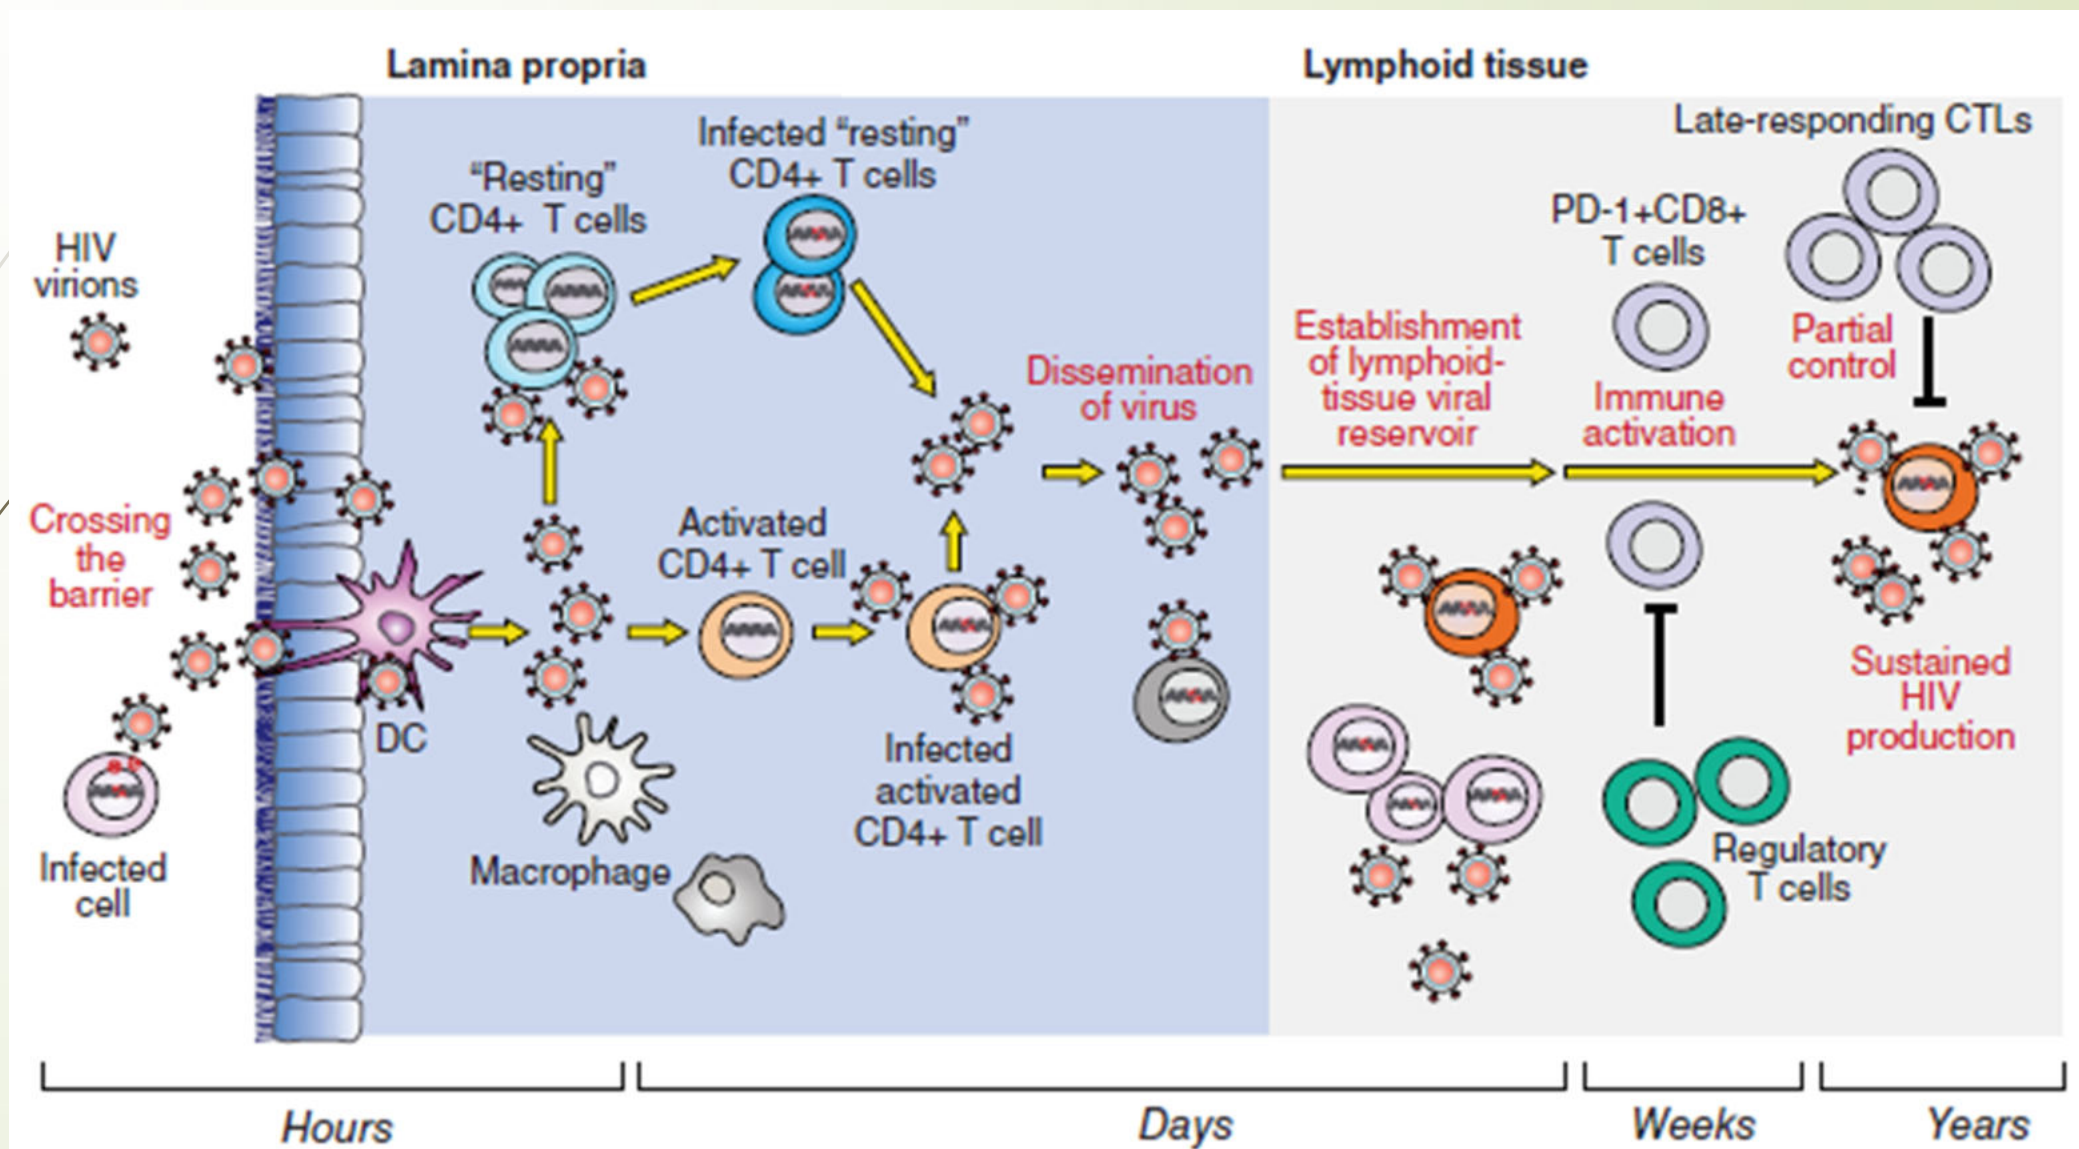 Lamina propria
Lymphoid tissue
HIV
virions
Crossing
the
barrier
Infected
cell
"Resting"
CD4+ T cells
Infected "resting"
CD4+ T cells
DC
Macrophage
Activated
CD4+ T cell
Infected
activated
CD4+ T cell
Dissemination
of virus
Establishment
of lymphoid-
tissue viral
reservoir
PD-1+CD8+
T cells
Immune
activation
Regulatory
T cells
Late-responding CTLs
Partial
control
Sustained
HIV
production
Hours
Days
Weeks
Years